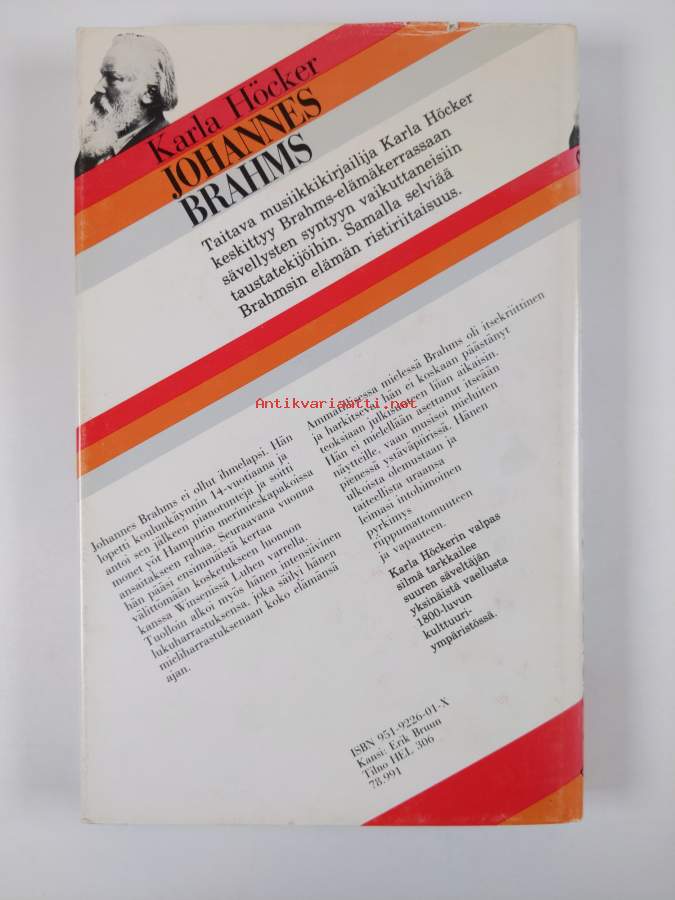 Karla Höcker
JOHANNES
BRAHMS
Taitava musiikkikirjailija Karla Höcker
keskittyy Brahms-elämäkerrassaan
sävellysten syntyyn vaikuttaneisiin
taustatekijöihin. Samalla selviää
Brahmsin elämän ristiriitaisuus.
Johannes Brahms ei ollut ihmelapsi. Hän
lopetti koulunkäynnin 14-vuotiaana ja
antoi sen jälkeen pianotunteja ja soitti
monet yöt Hampurin merimieskapakoissa
ansaitakseen rahaa. Seuraavana vuonna
hän pääsi ensimmäistä kertaa
välittömään kosketukseen luonnon
kanssa Winsenissä Luhen varrella.
Tuolloin alkoi myös hänen intensiivinen
lukuharrastuksensa, joka säilyi hänen
mieliharrastuksenaan koko elämänsä
ajan.
Ammatillisessa mielessä Brahms oli itsekriittinen
ja harkitseva, hän ei koskaan päästänyt
teoksiaan julkisuuteen liian aikaisin.
Hän ei mielellään asettanut itseään
näytteille, vaan musisoi mieluiten
pienessä ystäväpiirissä. Hänen
ulkoista olemustaan ja
taiteellista uraansa
leimasi intohimoinen
pyrkimys
riippumattomuuteen
ja vapauteen.
Karla Höckerin valpas
silmä tarkkailee
suuren säveltäjän
yksinäistä vaellusta
1800-luvun
kulttuuri-
ympäristössä.
ISBN 951-9226-01-X
Kansi: Erik Bruun
Tilno HEL 306
78.991
Antikvariaatti.net